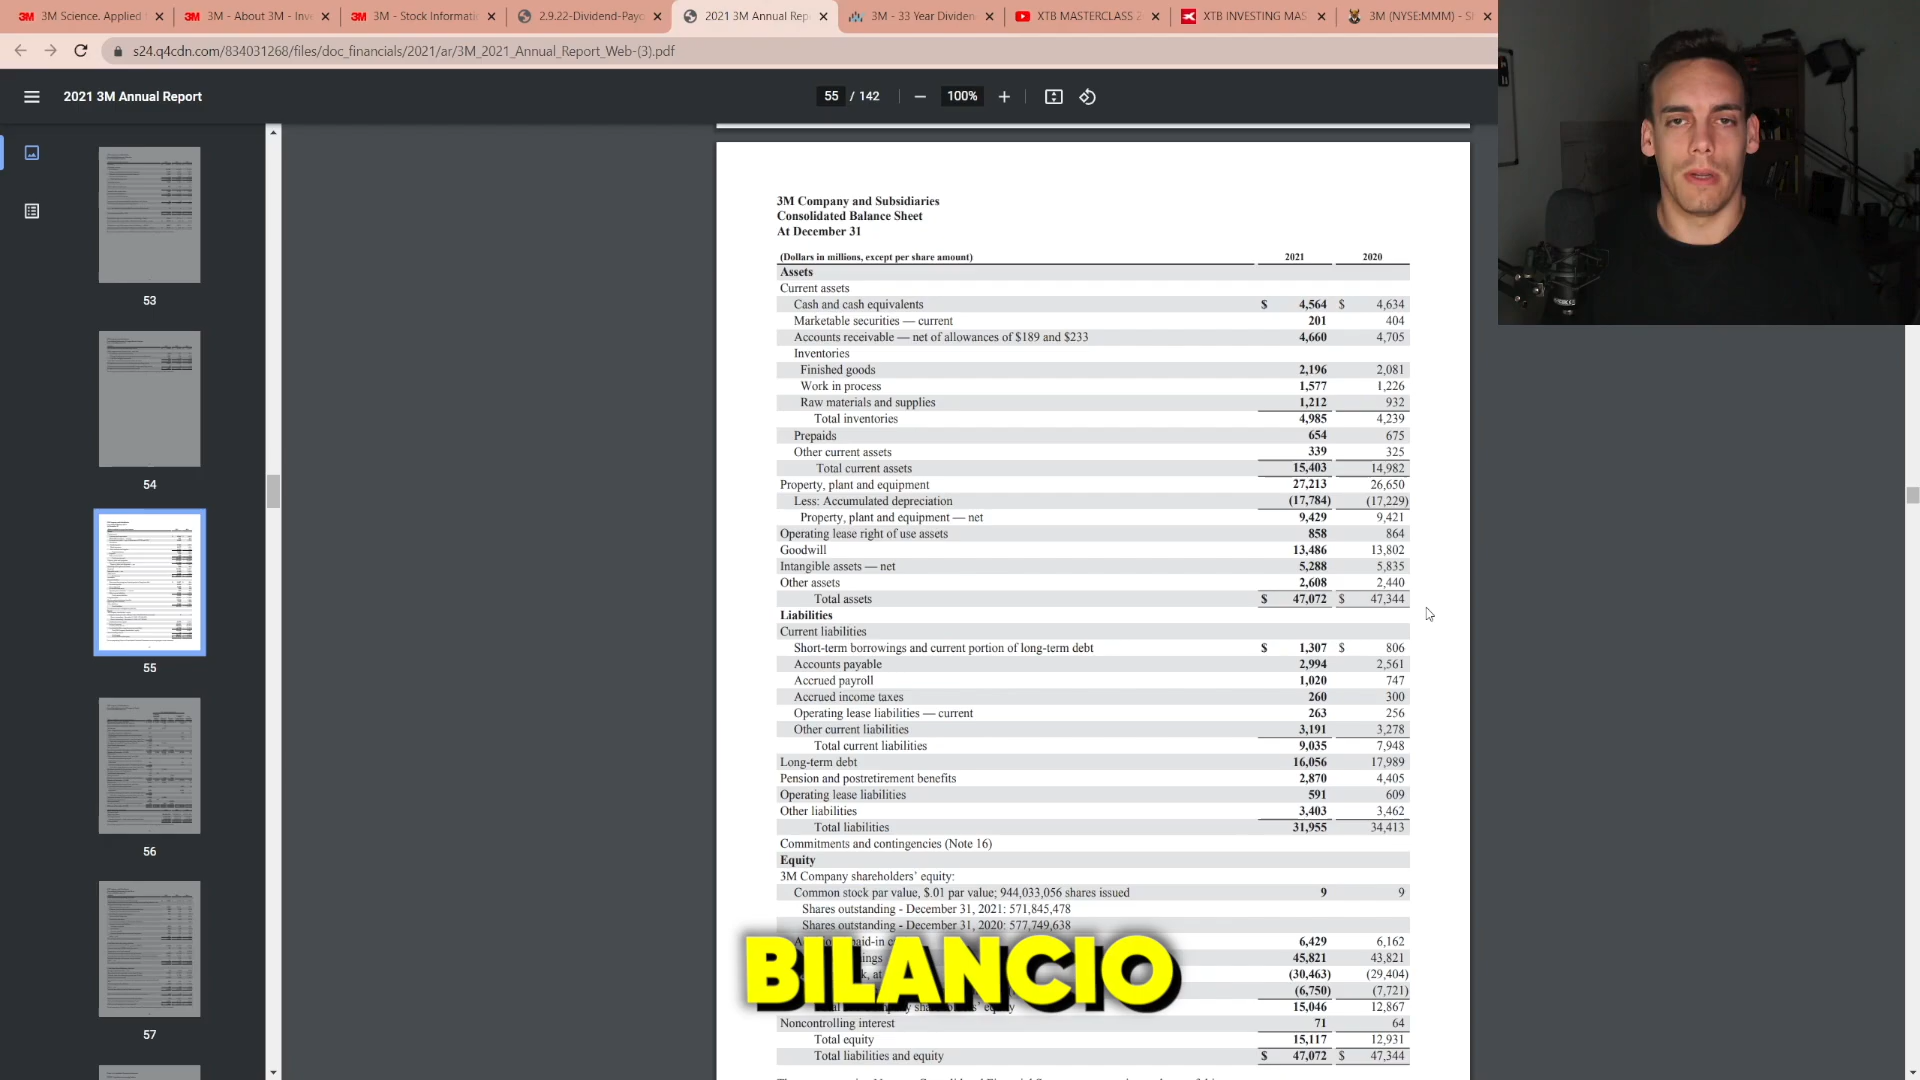 3M Science. Applied
3M - About 3M - Inv
3M - Stock Informati
2.9.22-Dividend-Payo
2021 3M Annual Rep
3M - 33 Year Dividen
XTB MASTERCLASS 2
XTB INVESTING MAS
3M (NYSE:MMM) - S
s24.q4cdn.com/834031268/files/doc_financials/2021/ar/3M_2021_Annual_Report_Web-(3).pdf
2021 3M Annual Report
55 / 142
100%
53
54
55
56
57
3M Company and Subsidiaries
Consolidated Balance Sheet
At December 31
(Dollars in millions, except per share amount) 2021 2020
Assets
Current assets
Cash and cash equivalents $ 4,564 $ 4,634
Marketable securities — current 201 404
Accounts receivable — net of allowances of $189 and $233 4,660 4,705
Inventories
Finished goods 2,196 2,081
Work in process 1,577 1,226
Raw materials and supplies 1,212 932
Total inventories 4,985 4,239
Prepaids 654 675
Other current assets 339 325
Total current assets 15,403 14,982
Property, plant and equipment 27,213 26,650
Less: Accumulated depreciation (17,784) (17,229)
Property, plant and equipment — net 9,429 9,421
Operating lease right of use assets 858 864
Goodwill 13,486 13,802
Intangible assets — net 5,288 5,835
Other assets 2,608 2,440
Total assets $ 47,072 $ 47,344
Liabilities
Current liabilities
Short-term borrowings and current portion of long-term debt $ 1,307 $ 806
Accounts payable 2,994 2,561
Accrued payroll 1,020 747
Accrued income taxes 260 300
Operating lease liabilities — current 263 256
Other current liabilities 3,191 3,278
Total current liabilities 9,035 7,948
Long-term debt 16,056 17,989
Pension and postretirement benefits 2,870 4,405
Operating lease liabilities 591 609
Other liabilities 3,403 3,462
Total liabilities 31,955 34,413
Commitments and contingencies (Note 16)
Equity
3M Company shareholders' equity:
Common stock par value, $.01 par value; 944,033,056 shares issued 9 9
Shares outstanding - December 31, 2021: 571,845,478
Shares outstanding - December 31, 2020: 577,749,638
6,429 6,162
45,821 43,821
(30,463) (29,404)
(6,750) (7,721)
equity 15,046 12,867
BILANCIO
Noncontrolling interest 71 64
Total equity 15,117 12,931
Total liabilities and equity $ 47,072 $ 47,344